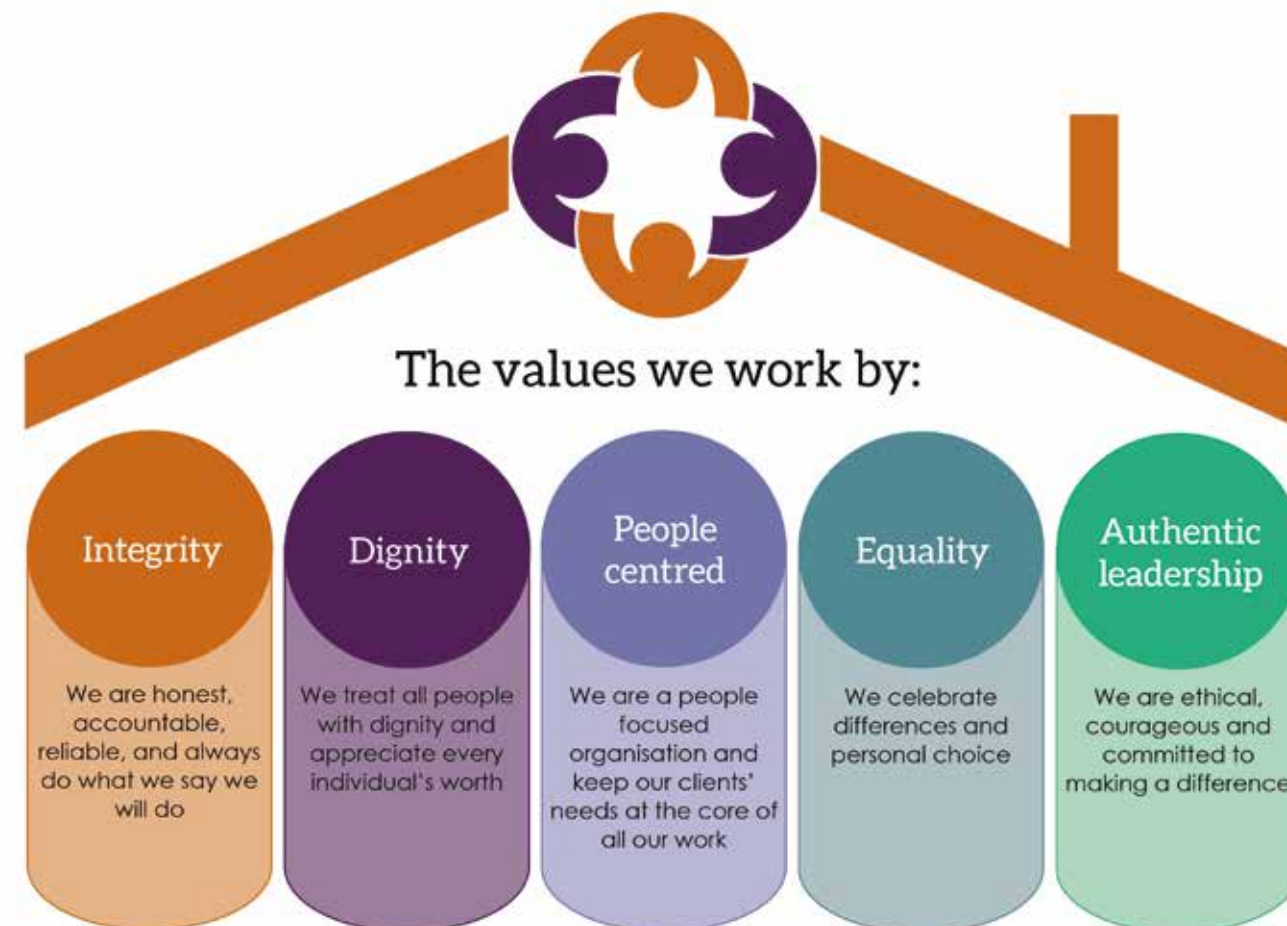 The values we work by:
Integrity
We are honest,
accountable,
reliable, and always
do what we say we
will do
Dignity
We treat all people
with dignity and
appreciate every
individual's worth
People
centred
We are a people
focused
organisation and
keep our clients'
needs at the core of
all our work
Equality
We celebrate
differences and
personal choice
Authentic
leadership
We are ethical,
courageous and
committed to
making a difference